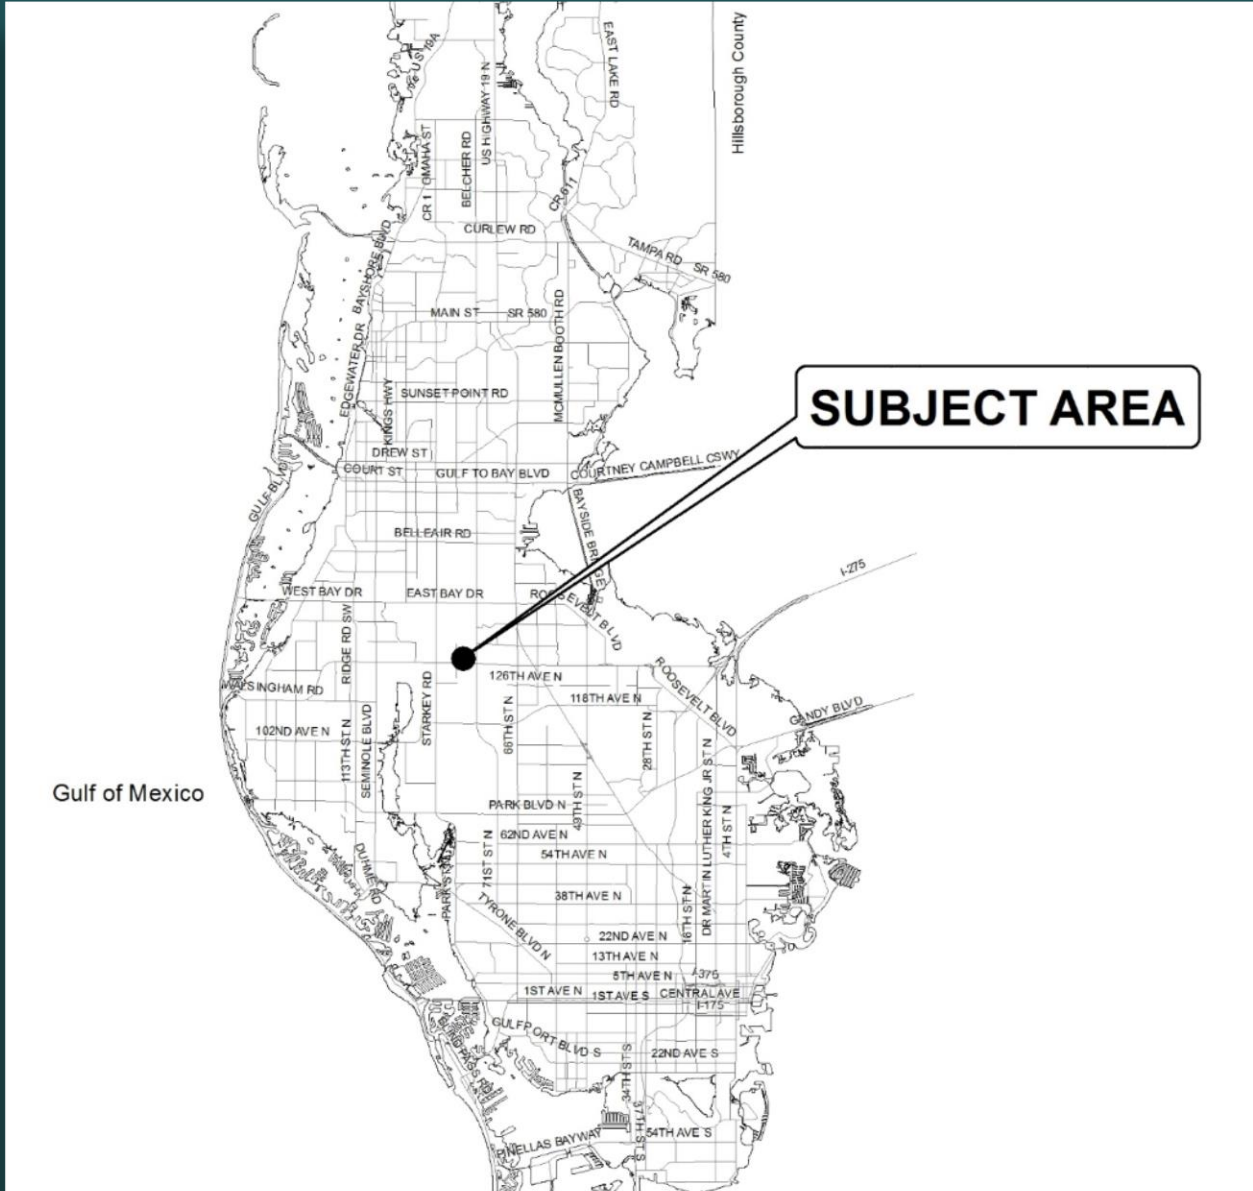 US 19A
EAST LAKE RD
Hillsborough County
US HIGHWAY 19 N
OMAHA ST
BELCHER RD
CR 1
CR 611
CURLEW RD
TAMPA RD
SR 580
BAYSHORE BLVD
MAIN ST
SR 580
MCMULLEN BOOTH RD
EDGEWATER DR
SUNSET POINT RD
KINGS HWY
SUBJECT AREA
DREW ST
COURT ST
GULF TO BAY BLVD
COURTNEY CAMPBELL CSWY
GULF BLVD
BAYSIDE BRIDGE
BELLEAIR RD
I-275
WEST BAY DR
EAST BAY DR
ROOSEVELT BLVD
RIDGE RD SW
126TH AVE N
ROOSEVELT BLVD
WALSINGHAM RD
118TH AVE N
STARKEY RD
GANDY BLVD
66TH ST N
28TH ST N
102ND AVE N
113TH ST N
SEMINOLE BLVD
Gulf of Mexico
49TH ST N
DR MARTIN LUTHER KING JR ST N
PARK BLVD N
4TH ST N
62ND AVE N
71ST ST N
54TH AVE N
38TH AVE N
TYRONE BLVD N
16TH ST N
22ND AVE N
13TH AVE N
5TH AVE N
I-375
1ST AVE N
1ST AVE S
CENTRAL AVE
I-175
GULFPORT BLVD S
BLIND PASS RD
22ND AVE S
34TH ST S
37TH ST S
54TH AVE S
PINELLAS BAYWAY